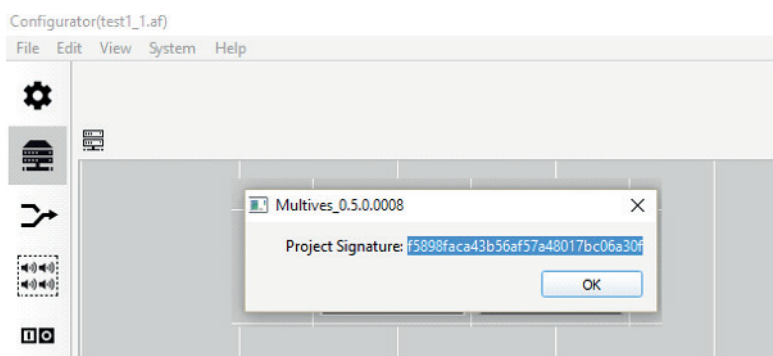 Configurator(test1_1.af)
File Edit View System Help
Multives_0.5.0.0008
Project Signature: f5898faca43b56af57a48017bc06a30f
OK